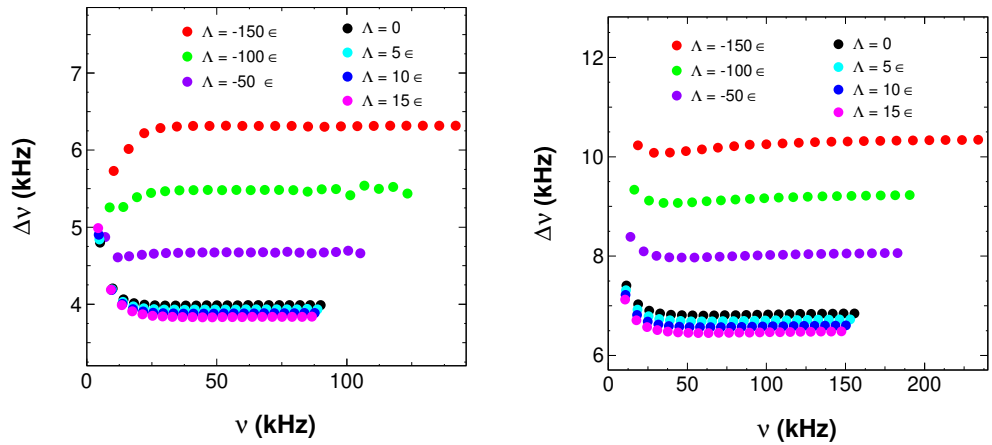 Λ = -150 ∈
Λ = -100 ∈
Λ = -50 ∈
Λ = 0
Λ = 5 ∈
Λ = 10 ∈
Λ = 15 ∈
7
6
5
4
0 50 100
Δν (kHz)
ν (kHz)
Λ = -150 ∈
Λ = -100 ∈
Λ = -50 ∈
Λ = 0
Λ = 5 ∈
Λ = 10 ∈
Λ = 15 ∈
12
10
8
6
0 50 100 150 200
Δν (kHz)
ν (kHz)